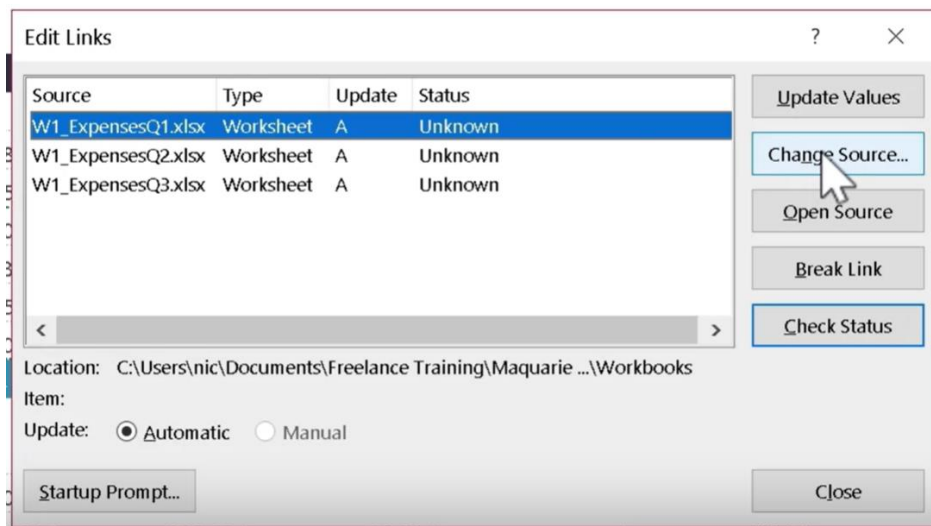 Edit Links ? ×
Source Type Update Status
W1_ExpensesQ1.xlsx Worksheet A Unknown
W1_ExpensesQ2.xlsx Worksheet A Unknown
W1_ExpensesQ3.xlsx Worksheet A Unknown
Update Values
Change Source...
Open Source
Break Link
Check Status
Location: C:\Users\nic\Documents\Freelance Training\Maquarie ...\Workbooks
Item:
Update: Automatic Manual
Startup Prompt... Close